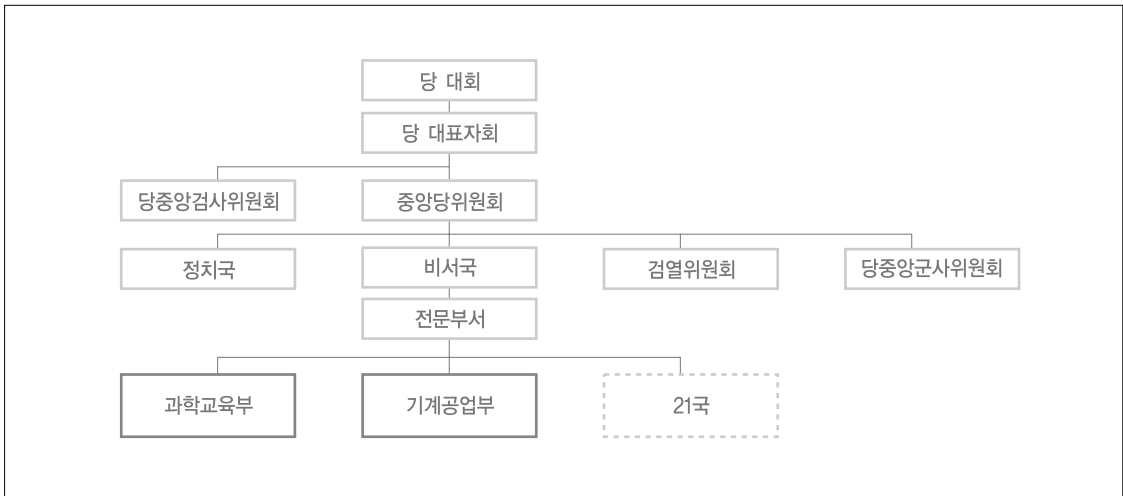 당 대회
당 대표자회
당중앙검사위원회
중앙당위원회
정치국
비서국
검열위원회
당중앙군사위원회
전문부서
과학교육부
기계공업부
21국